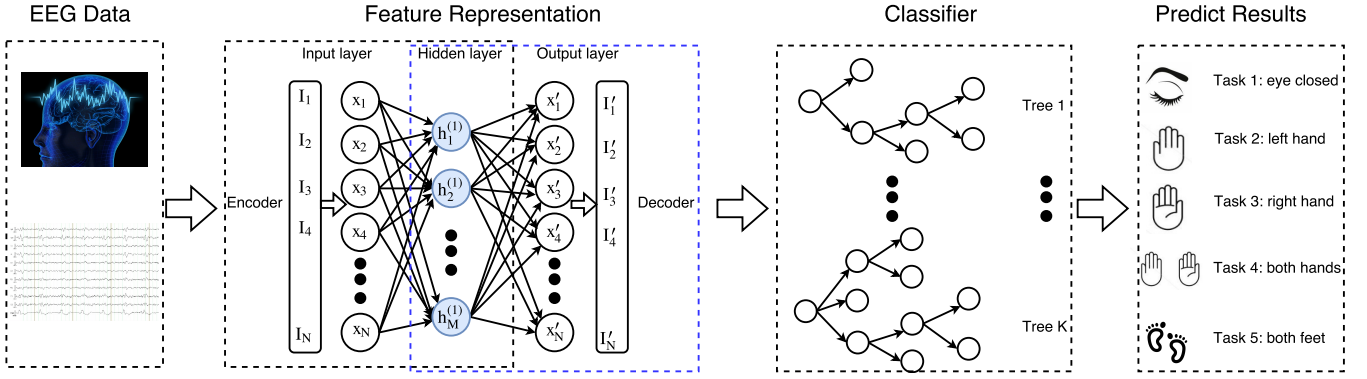 EEG Data
Feature Representation
Classifier
Predict Results
Input layer
Hidden layer
Output layer
Encoder
I1
I2
I3
I4
IN
x1
x2
x3
x4
xN
h1(1)
h2(1)
hM(1)
x′1
x′2
x′3
x′4
x′N
I′1
I′2
I′3
I′4
I′N
Decoder
Tree 1
Tree K
Task 1: eye closed
Task 2: left hand
Task 3: right hand
Task 4: both hands
Task 5: both feet